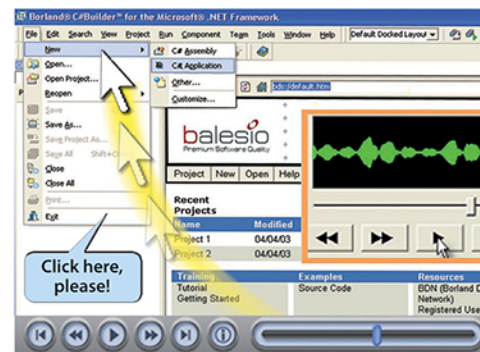 Borland® C#Builder™ for the Microsoft® .NET Framework
File Edit Search View Project Run Component Team Tools Window Help Default Docked Layout
New
Open...
Open Project...
Reopen
Save
Save As...
Save Project As...
Save All Shift+C
Close
Close All
Print...
Exit
C# Assembly
C# Application
Other...
Customize...
bds:/default.htm
balesio
Premium Software Quality
Project New Open Help
Recent
Projects
Name Modified
Project 1 04/04/03
Project 2 04/04/03
Click here,
please!
Training Examples Resources
Tutorial Source Code BDN (Borland D
Getting Started Network)
Registered Use